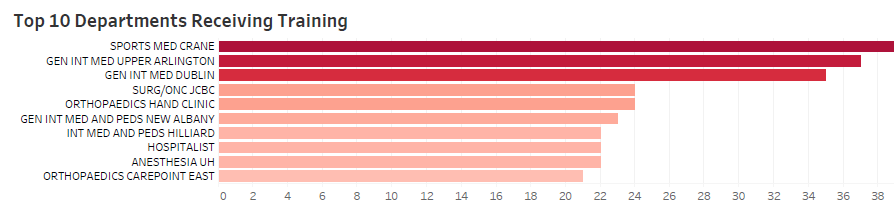 Top 10 Departments Receiving Training
SPORTS MED CRANE
GEN INT MED UPPER ARLINGTON
GEN INT MED DUBLIN
SURG/ONC JCBC
ORTHOPAEDICS HAND CLINIC
GEN INT MED AND PEDS NEW ALBANY
INT MED AND PEDS HILLIARD
HOSPITALIST
ANESTHESIA UH
ORTHOPAEDICS CAREPOINT EAST
0 2 4 6 8 10 12 14 16 18 20 22 24 26 28 30 32 34 36 38